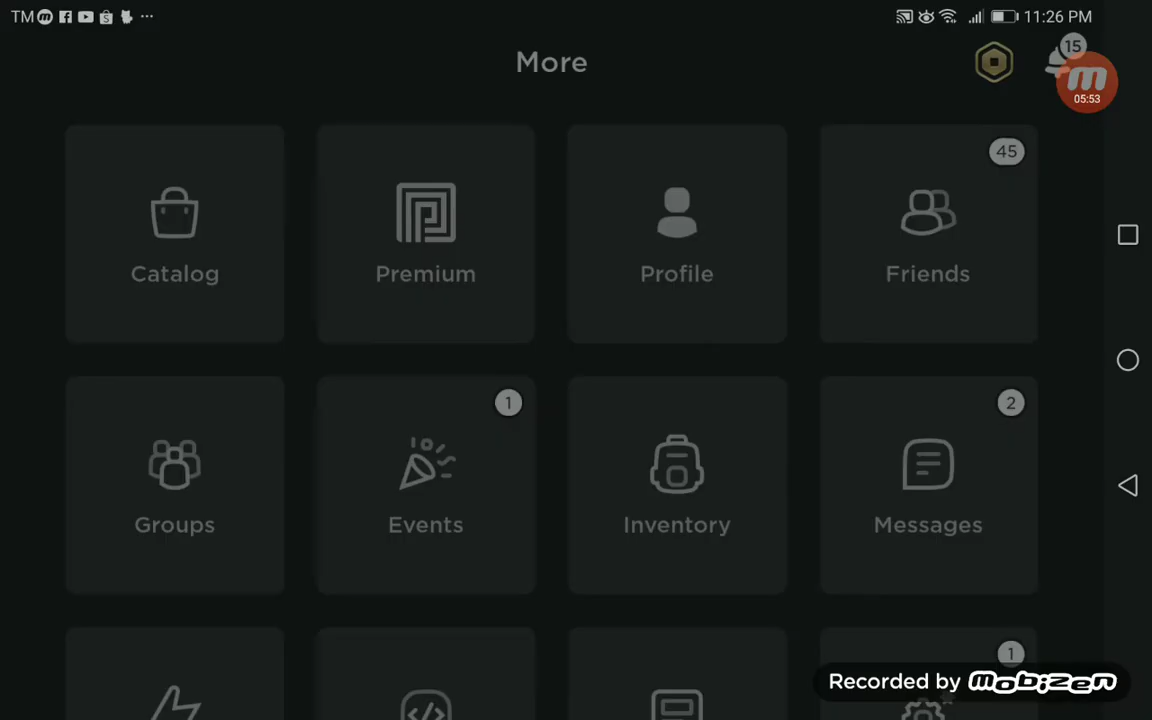 TM ··· 11:26 PM
More
15
05:53
45
Catalog Premium Profile Friends
1 2
Groups Events Inventory Messages
1
Recorded by mobizen